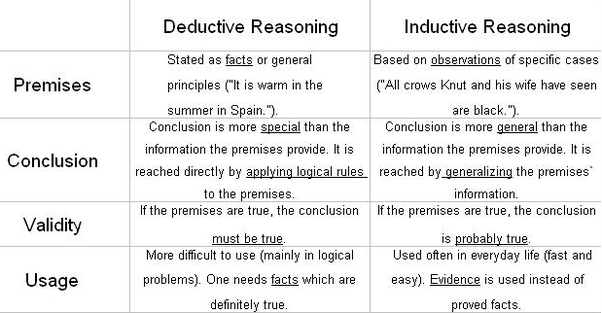 Deductive Reasoning
Inductive Reasoning
Premises
Stated as facts or general
principles ("It is warm in the
summer in Spain.").
Based on observations of specific cases
("All crows Knut and his wife have seen
are black.").
Conclusion
Conclusion is more special than the
information the premises provide. It is
reached directly by applying logical rules
to the premises.
Conclusion is more general than the
information the premises provide. It is
reached by generalizing the premises`
information.
Validity
If the premises are true, the conclusion
must be true.
If the premises are true, the conclusion
is probably true.
Usage
More difficult to use (mainly in logical
problems). One needs facts which are
definitely true.
Used often in everyday life (fast and
easy). Evidence is used instead of
proved facts.